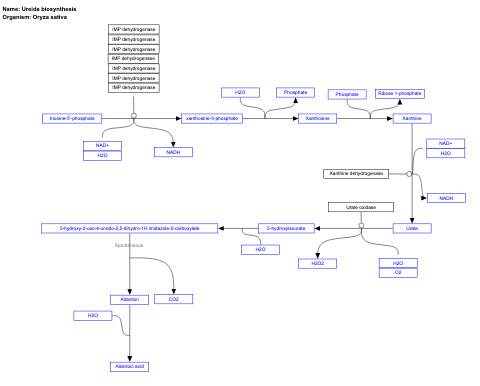 Name: Ureide biosynthesis
Organism: Oryza sativa
IMP dehydrogenase
IMP dehydrogenase
IMP dehydrogenase
IMP dehydrogenase
IMP dehydrogenase
IMP dehydrogenase
IMP dehydrogenase
H2O
Phosphate
Phosphate
Ribose 1-phosphate
Inosine-5'-phosphate
xanthosine-5-phosphate
Xanthosine
Xanthine
NAD+
H2O
NADH
NAD+
H2O
Xanthine dehydrogenase
NADH
Urate oxidase
5-hydroxy-2-oxo-4-ureido-2,5-dihydro-1H imidazole-5-carboxylate
5-hydroxyisourate
Urate
Spontaneous
H2O
H2O2
H2O
O2
Allantoin
CO2
H2O
Allantoic acid